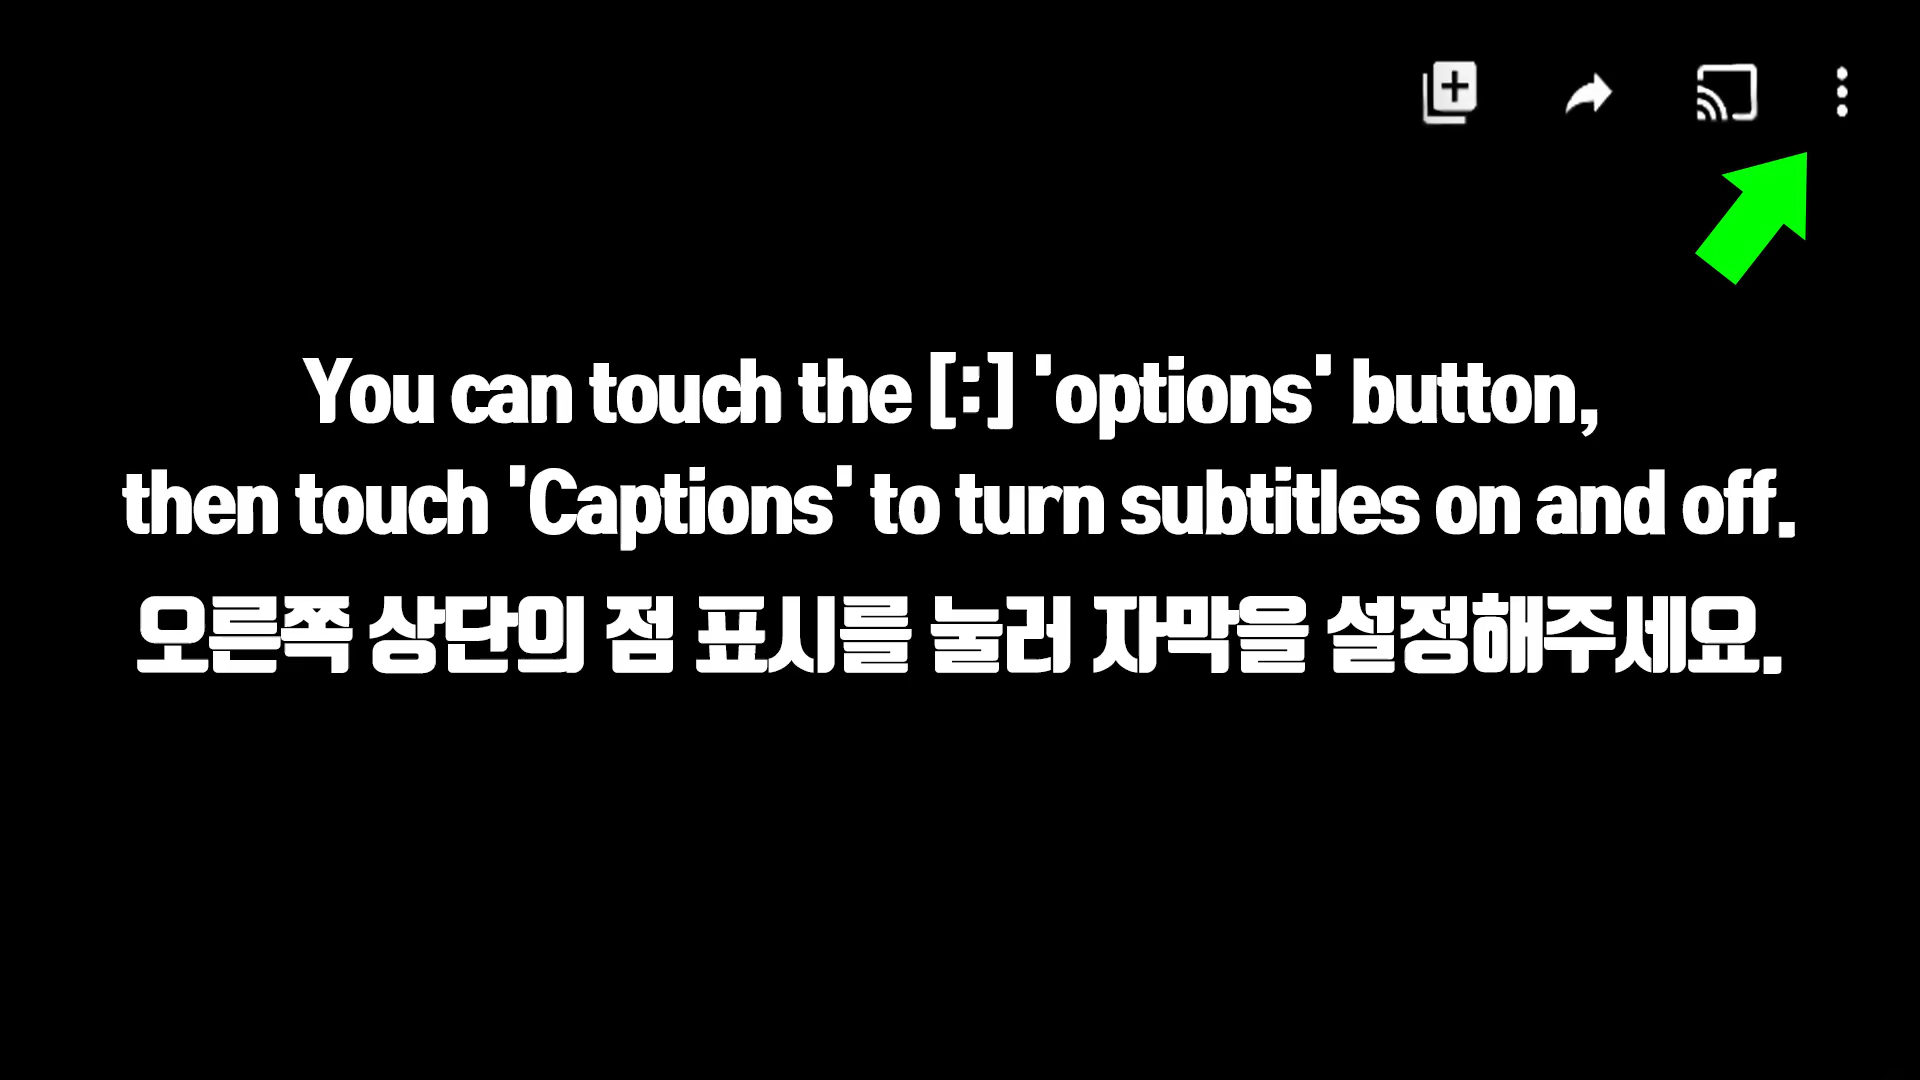 You can touch the [:] 'options' button,
then touch 'Captions' to turn subtitles on and off.
오른쪽 상단의 점 표시를 눌러 자막을 설정해주세요.